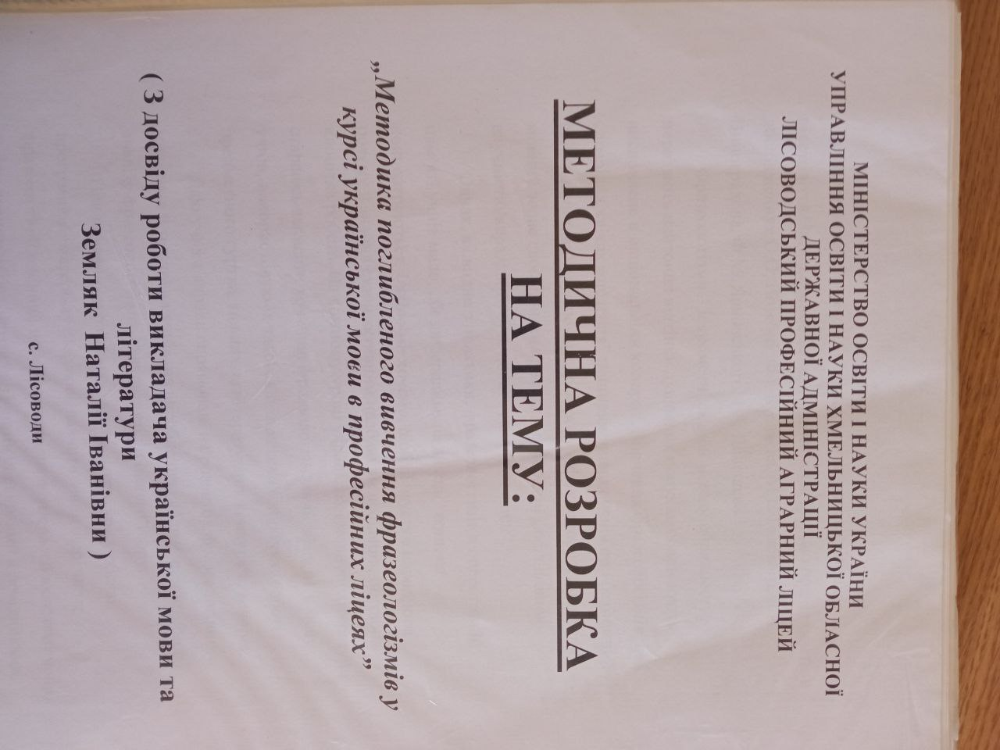 МІНІСТЕРСТВО ОСВІТИ І НАУКИ УКРАЇНИ
УПРАВЛІННЯ ОСВІТИ І НАУКИ ХМЕЛЬНИЦЬКОЇ ОБЛАСНОЇ
ДЕРЖАВНОЇ АДМІНІСТРАЦІЇ
ЛІСОВОДСЬКИЙ ПРОФЕСІЙНИЙ АГРАРНИЙ ЛІЦЕЙ
МЕТОДИЧНА РОЗРОБКА
НА ТЕМУ:
„Методика поглибленого вивчення фразеологізмів у
курсі української мови в професійних ліцеях”
( З досвіду роботи викладача української мови та
літератури
Земляк Наталії Іванівни )
с. Лісоводи